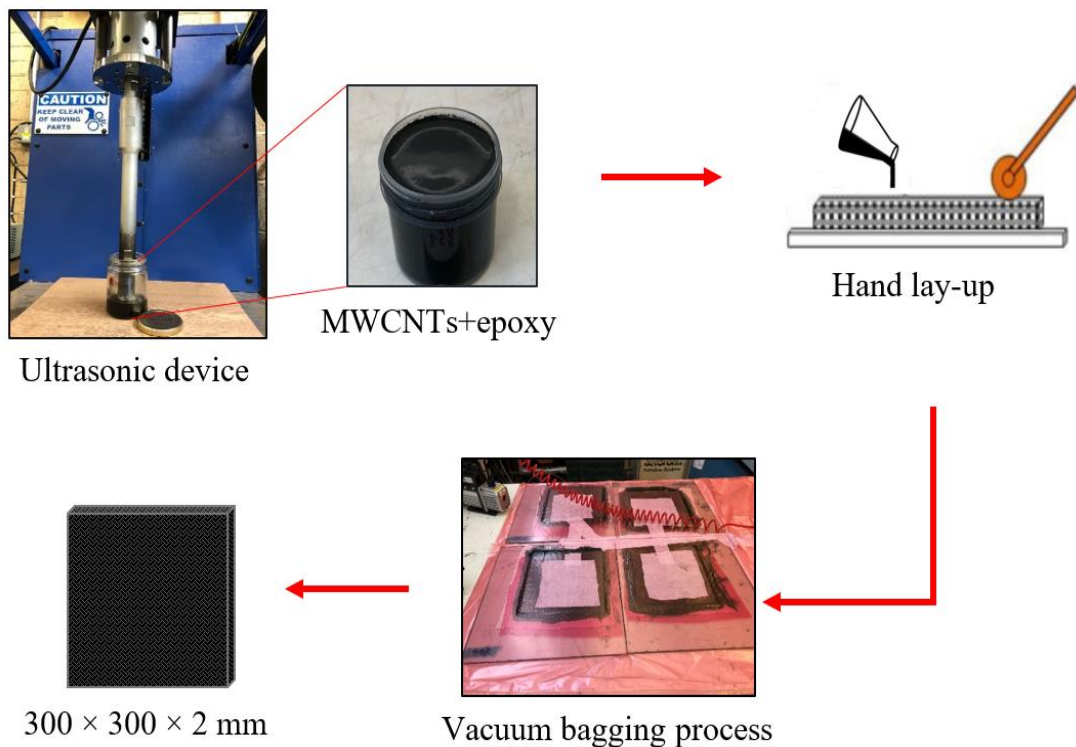 CAUTION
KEEP CLEAR
OF MOVING
PARTS
MWCNTs+epoxy
Hand lay-up
Ultrasonic device
300 × 300 × 2 mm
Vacuum bagging process